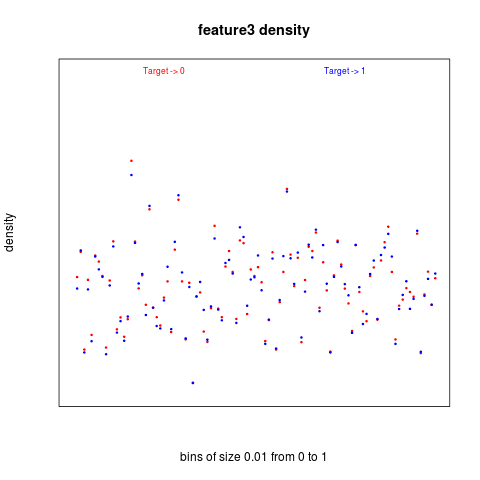 feature3 density
Target -> 0
Target -> 1
density
bins of size 0.01 from 0 to 1